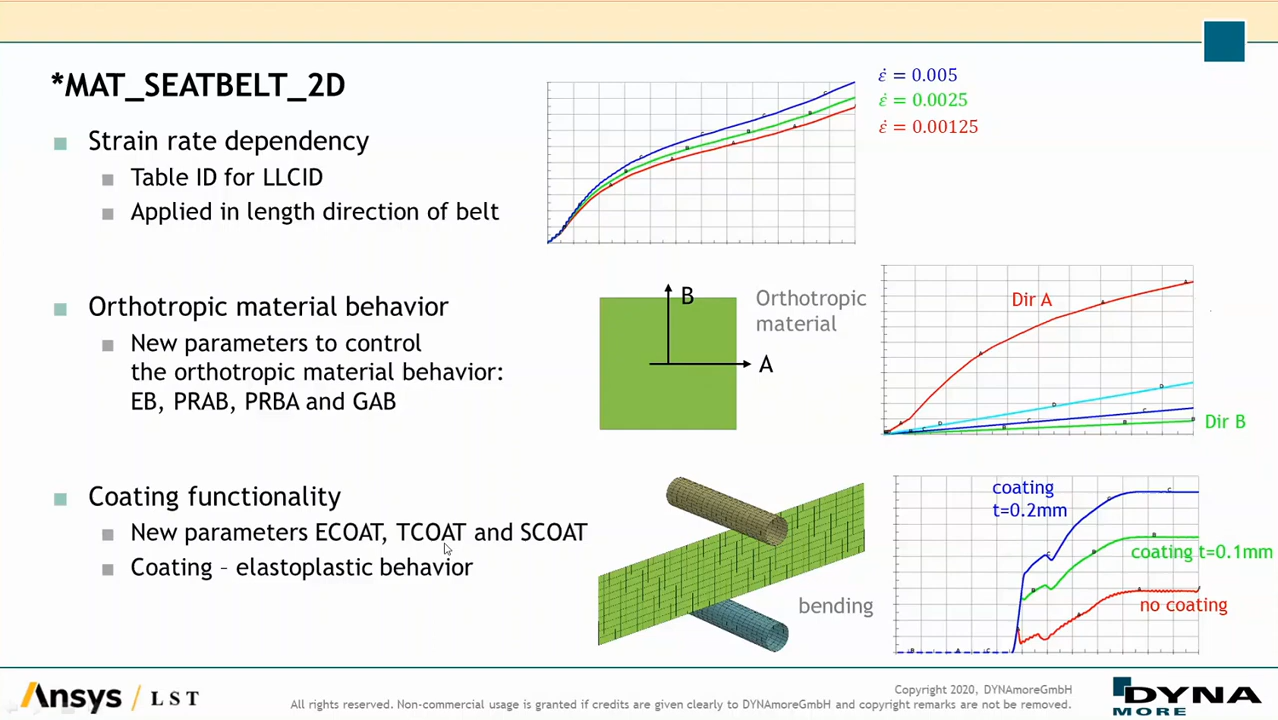 *MAT_SEATBELT_2D
Strain rate dependency
Table ID for LLCID
Applied in length direction of belt
ε̇ = 0.005
ε̇ = 0.0025
ε̇ = 0.00125
Orthotropic material behavior
New parameters to control
the orthotropic material behavior:
EB, PRAB, PRBA and GAB
B
A
Orthotropic
material
Dir A
Dir B
Coating functionality
New parameters ECOAT, TCOAT and SCOAT
Coating – elastoplastic behavior
bending
coating
t=0.2mm
coating t=0.1mm
no coating
Ansys / LST
Copyright 2020, DYNAmoreGmbH
All rights reserved. Non-commercial usage is granted if credits are given clearly to DYNAmoreGmbH and copyright remarks are not be removed.
DYNA
MORE